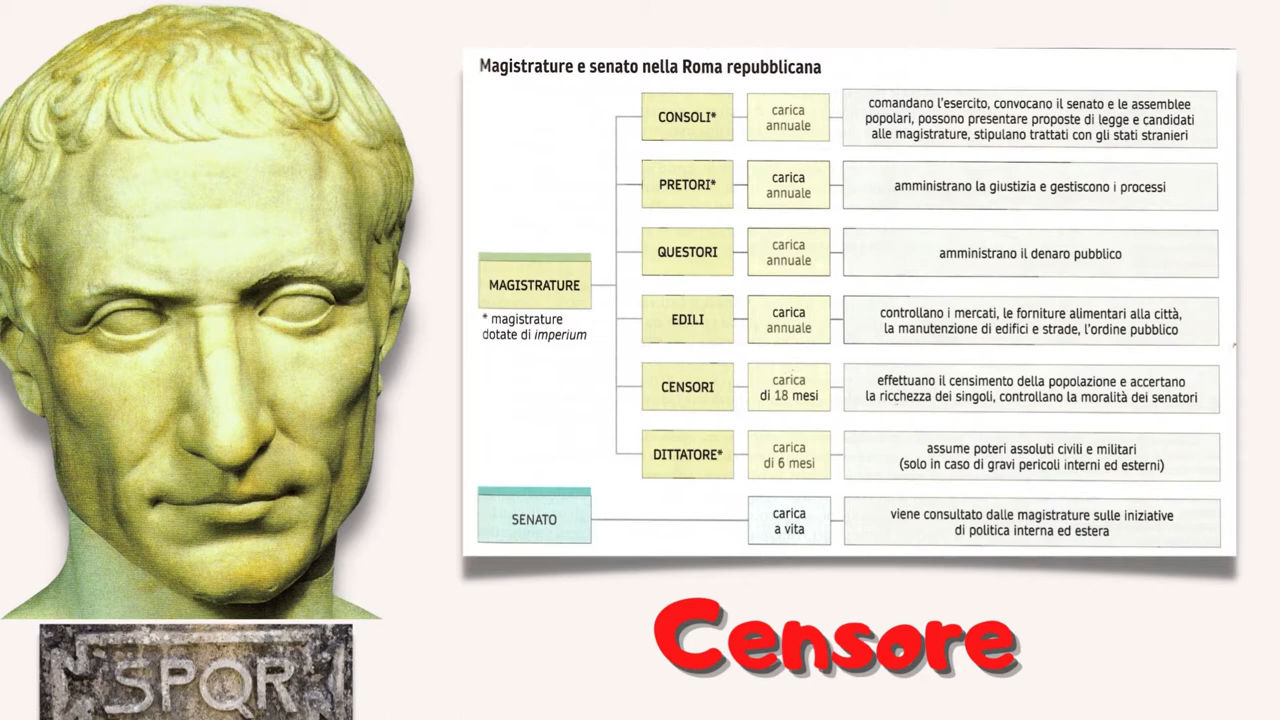 Magistrature e senato nella Roma repubblicana
CONSOLI*
carica
annuale
comandano l'esercito, convocano il senato e le assemblee
popolari, possono presentare proposte di legge e candidati
alle magistrature, stipulano trattati con gli stati stranieri
PRETORI*
carica
annuale
amministrano la giustizia e gestiscono i processi
QUESTORI
carica
annuale
amministrano il denaro pubblico
MAGISTRATURE
* magistrature
dotate di imperium
EDILI
carica
annuale
controllano i mercati, le forniture alimentari alla città,
la manutenzione di edifici e strade, l'ordine pubblico
CENSORI
carica
di 18 mesi
effettuano il censimento della popolazione e accertano
la ricchezza dei singoli, controllano la moralità dei senatori
DITTATORE*
carica
di 6 mesi
assume poteri assoluti civili e militari
(solo in caso di gravi pericoli interni ed esterni)
SENATO
carica
a vita
viene consultato dalle magistrature sulle iniziative
di politica interna ed estera
Censore
SPQR